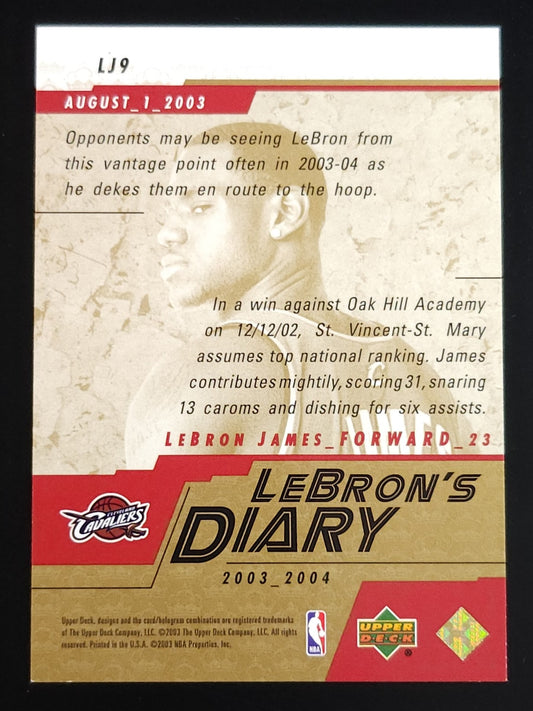 LJ9
AUGUST_1_2003
Opponents may be seeing LeBron from
this vantage point often in 2003-04 as
he dekes them en route to the hoop.
In a win against Oak Hill Academy
on 12/12/02, St. Vincent-St. Mary
assumes top national ranking. James
contributes mightily, scoring 31, snaring
13 caroms and dishing for six assists.
LEBRON JAMES_FORWARD_23
CLEVELAND
CAVALIERS
LEBRON'S
DIARY
2003_2004
Upper Deck, designs and the card/hologram combination are registered trademarks
of The Upper Deck Company, LLC. ©2003 The Upper Deck Company, LLC. All rights
reserved. Printed in the U.S.A. ©2003 NBA Properties, Inc.
NBA
UPPER
DECK
®